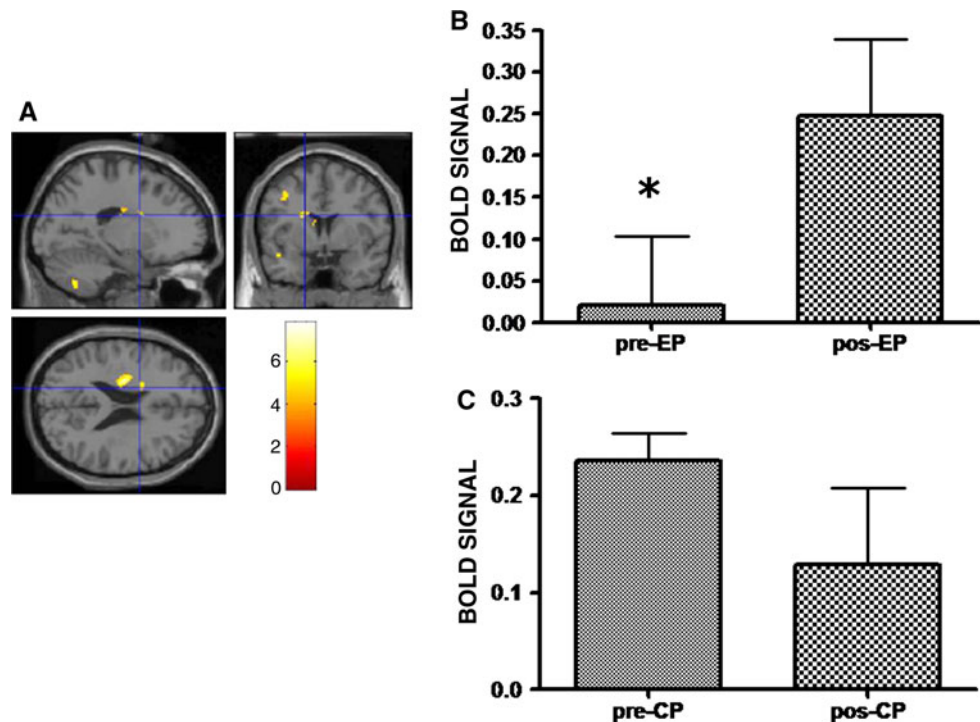 A
6
4
2
0
B
BOLD SIGNAL
0.35
0.30
0.25
0.20
0.15
0.10
0.05
0.00
*
pre-EP pos-EP
C
BOLD SIGNAL
0.3
0.2
0.1
0.0
pre-CP pos-CP